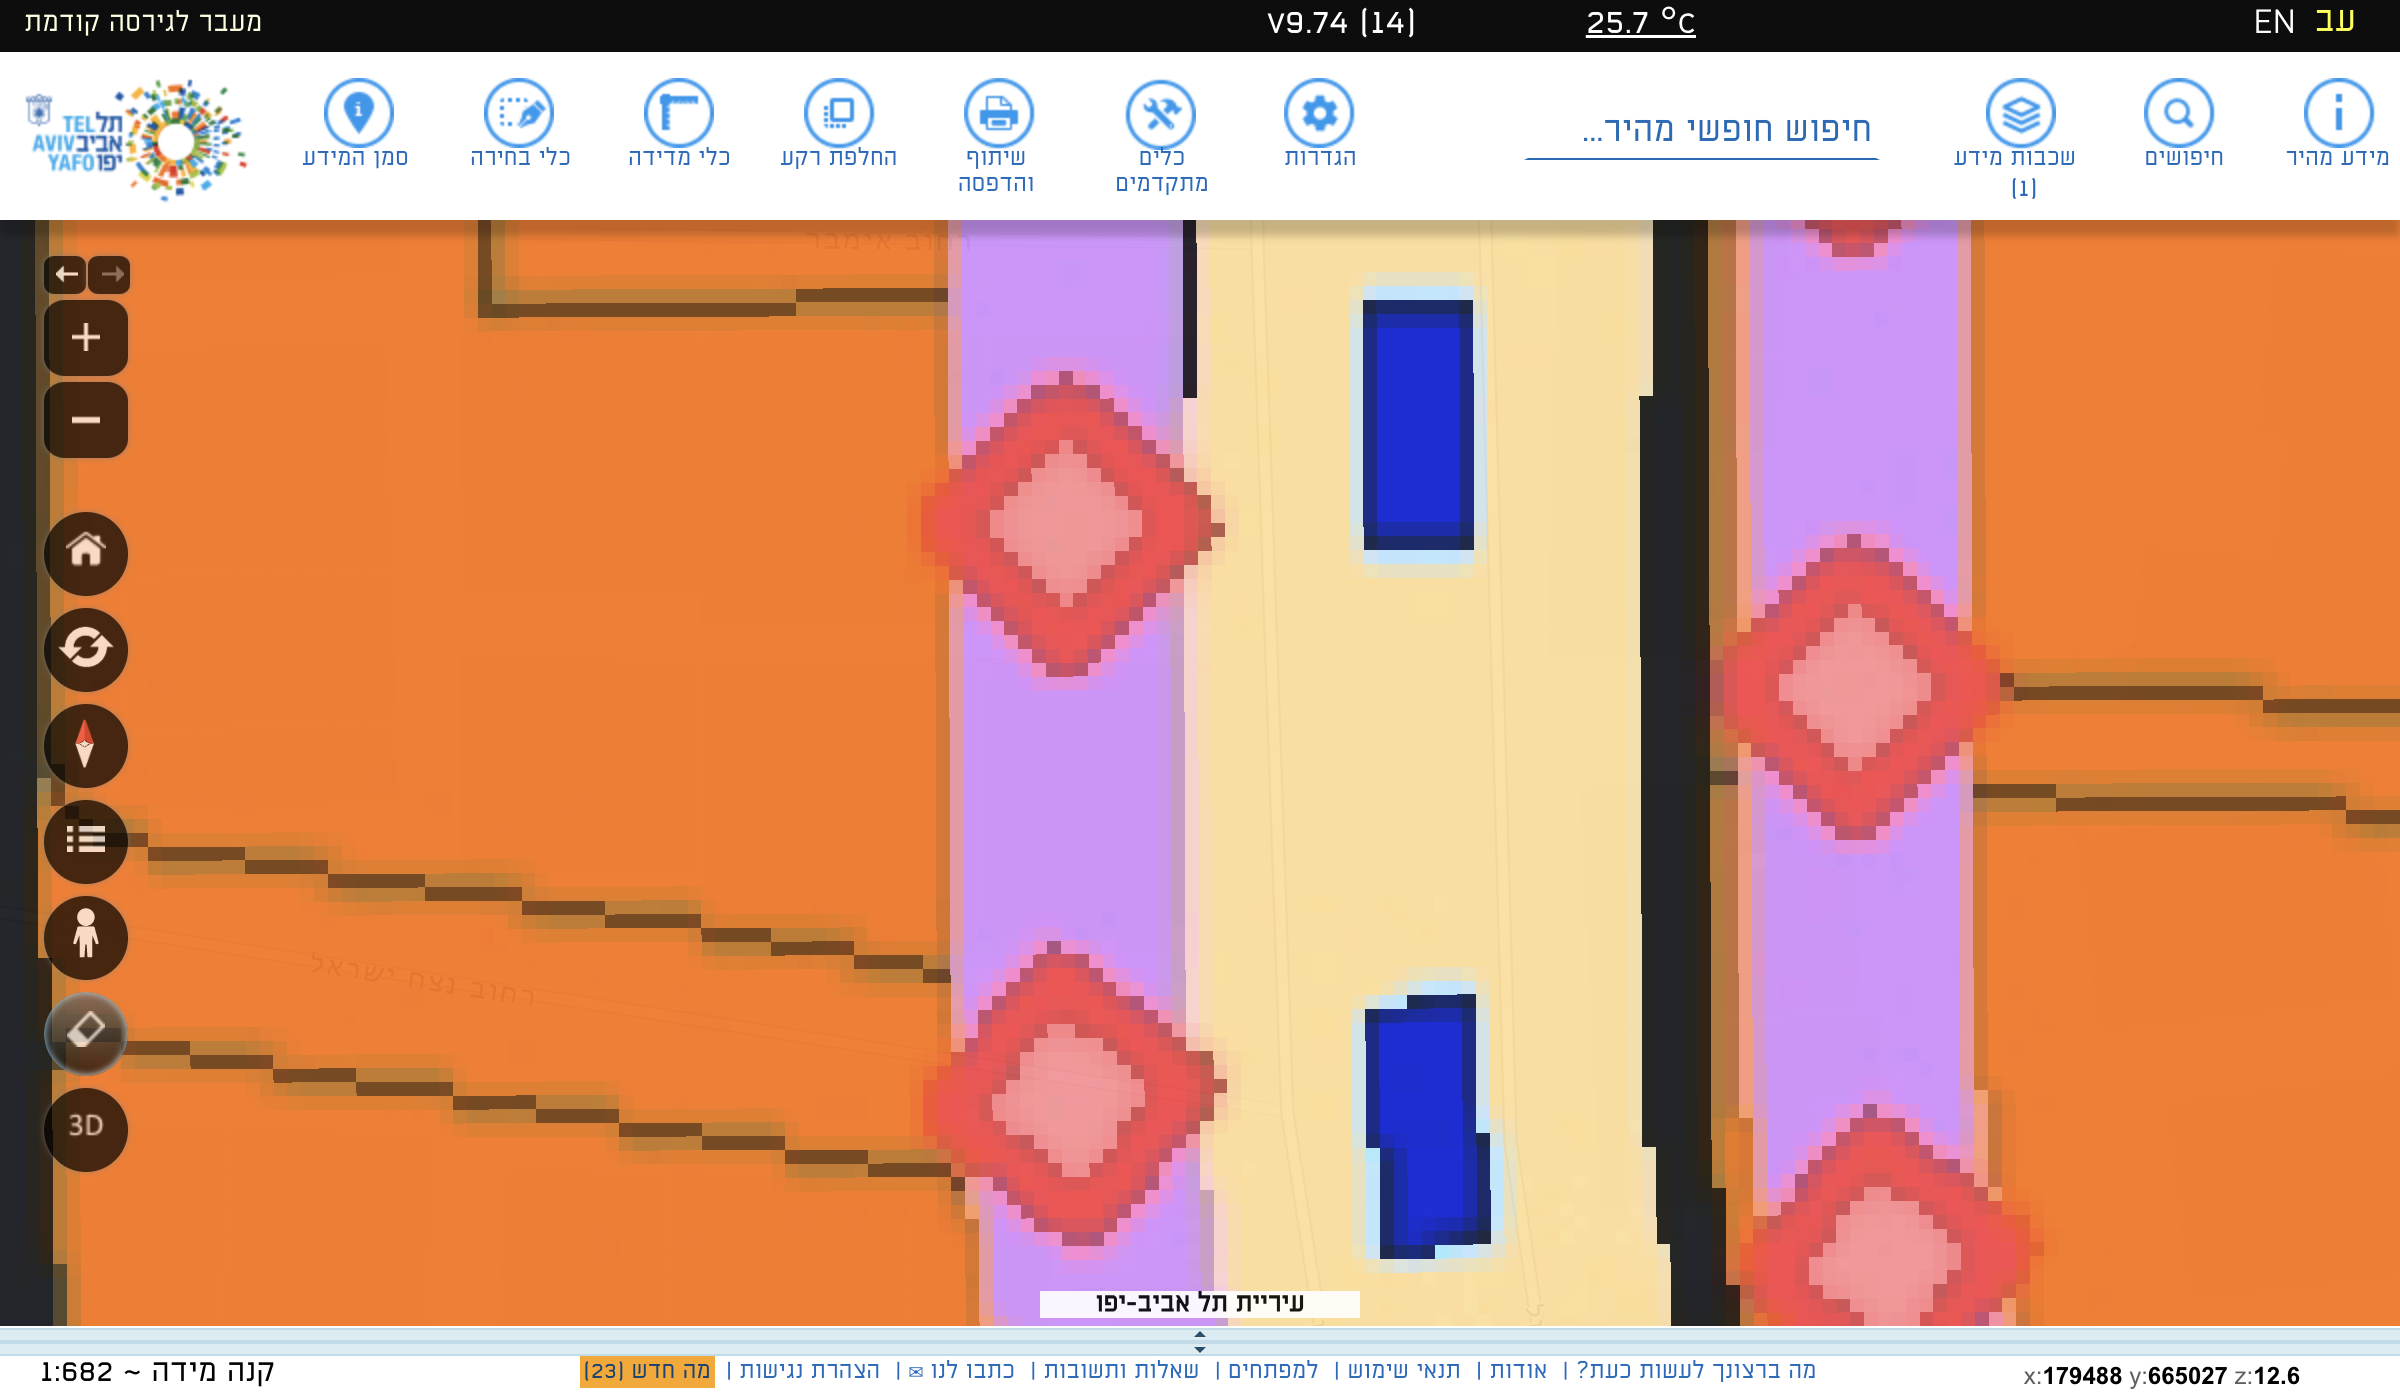 עב EN
25.7 °C
V9.74 (14)
מעבר לגירסה קודמת
מידע מהיר
חיפושים
שכבות מידע
(1)
חיפוש חופשי מהיר...
הגדרות
כלים
מתקדמים
שיתוף
והדפסה
החלפת רקע
כלי מדידה
כלי בחירה
סמן המידע
TEL תל
AVIV אביב
YAFO יפו
רחוב אימבר
רחוב נצח ישראל
3D
עיריית תל אביב-יפו
מה ברצונך לעשות כעת? | אודות | תנאי שימוש | למפתחים | שאלות ותשובות | כתבו לנו ✉ | הצהרת נגישות | מה חדש (23)
קנה מידה ~ 1:682
x:179488 y:665027 z:12.6